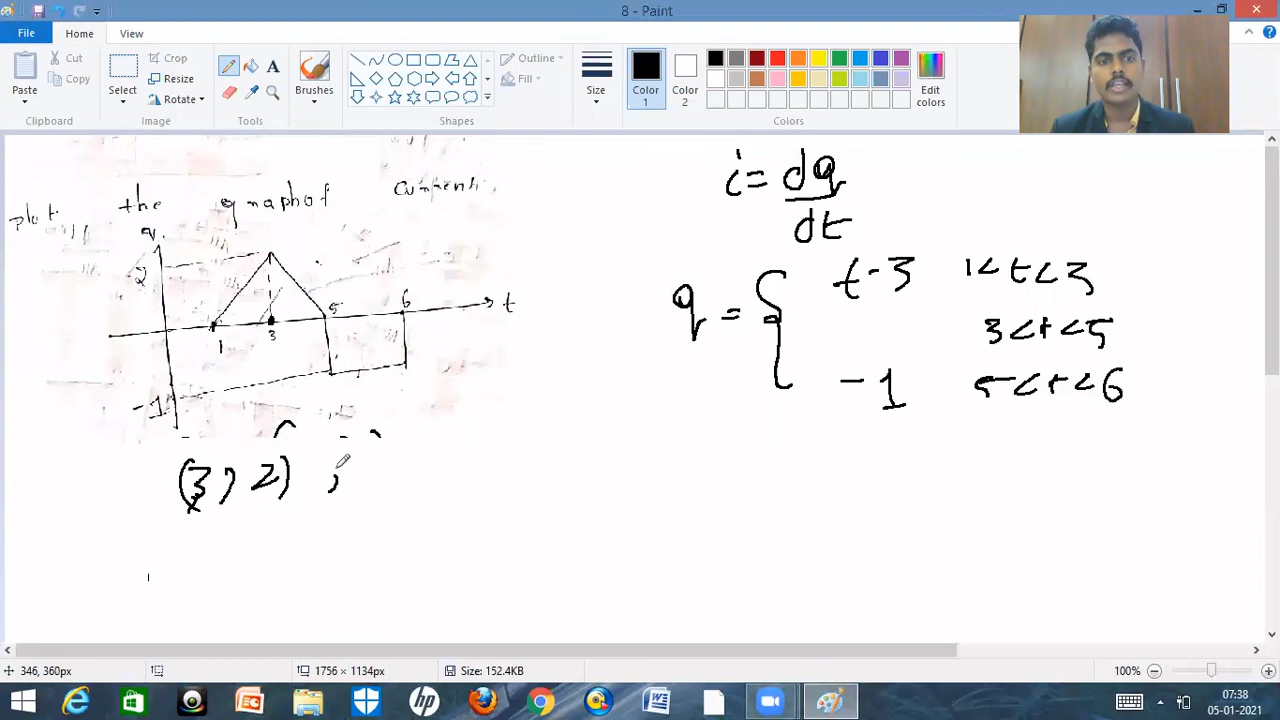 8 - Paint
File Home View
Paste Cut Copy Clipboard
Select Crop Resize Rotate Image
A Tools
Brushes
Outline Fill Shapes
Size
Color 1 Color 2 Edit colors Colors
plot the graph of current.
q
2
1 3 5 6 t
-1
(3, 2) ,
i = dq
dt
q = {
t-3 1<t<3
3<t<5
-1 5<t<6
346, 360px 1756 × 1134px Size: 152.4KB 100%
hp
07:38
05-01-2021